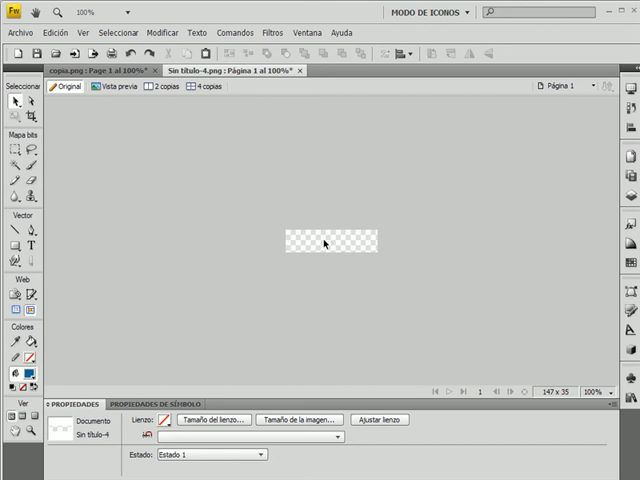 Fw 100% MODO DE ICONOS
Archivo Edición Ver Seleccionar Modificar Texto Comandos Filtros Ventana Ayuda
copia.png : Page 1 al 100%* Sin título-4.png : Página 1 al 100%*
Seleccionar Original Vista previa 2 copias 4 copias Página 1
Mapa bits
Vector
T
Web
Colores
Ver
1 147 x 35 100%
PROPIEDADES PROPIEDADES DE SÍMBOLO
Documento Lienzo: Tamaño del lienzo... Tamaño de la imagen... Ajustar lienzo
Sin título-4
Estado: Estado 1